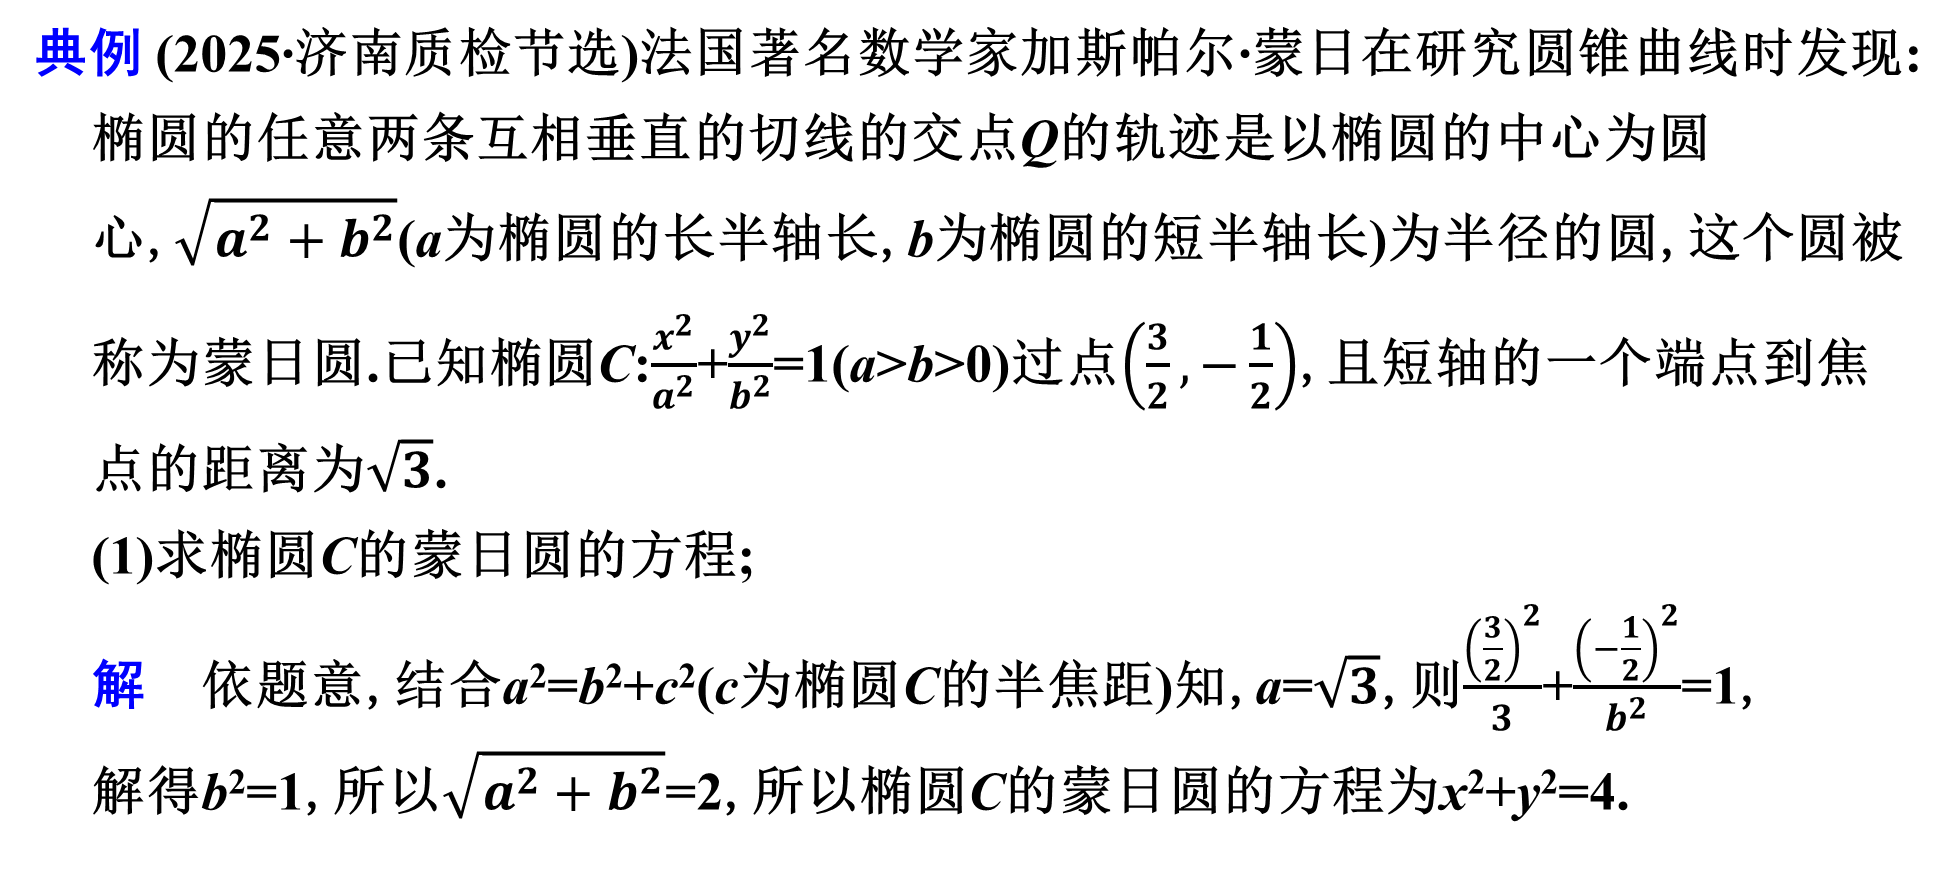 典例 (2025·济南质检节选)法国著名数学家加斯帕尔·蒙日在研究圆锥曲线时发现:
椭圆的任意两条互相垂直的切线的交点Q的轨迹是以椭圆的中心为圆
心, √(a²+b²)(a为椭圆的长半轴长, b为椭圆的短半轴长)为半径的圆, 这个圆被
称为蒙日圆.已知椭圆C:x²/a²+y²/b²=1(a>b>0)过点(3/2,-1/2), 且短轴的一个端点到焦
点的距离为√3.
(1)求椭圆C的蒙日圆的方程;
解 依题意, 结合a²=b²+c²(c为椭圆C的半焦距)知, a=√3, 则(3/2)²/3+(-1/2)²/b²=1,
解得b²=1, 所以√(a²+b²)=2, 所以椭圆C的蒙日圆的方程为x²+y²=4.